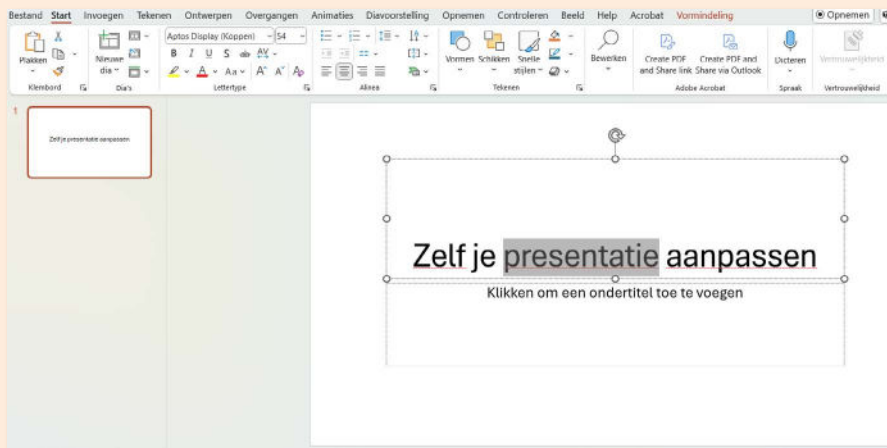 Bestand Start Invoegen Tekenen Ontwerpen Overgangen Animaties Diavoorstelling Opnemen Controleren Beeld Help Acrobat Vormindeling Opnemen
Plakken
Klembord
Nieuwe
dia
Dia's
Aptos Display (Koppen) 54
B I U S ab AV
A Aa A A A
Lettertype
Alinea
Vormen Schikken Snelle
stijlen
Tekenen
Bewerken
Create PDF Create PDF and
and Share link Share via Outlook
Adobe Acrobat
Dicteren
Spraak
Vertrouwelijkheid
Vertrouwelijkheid
1
Zelf je presentatie aanpassen
Zelf je presentatie aanpassen
Klikken om een ondertitel toe te voegen